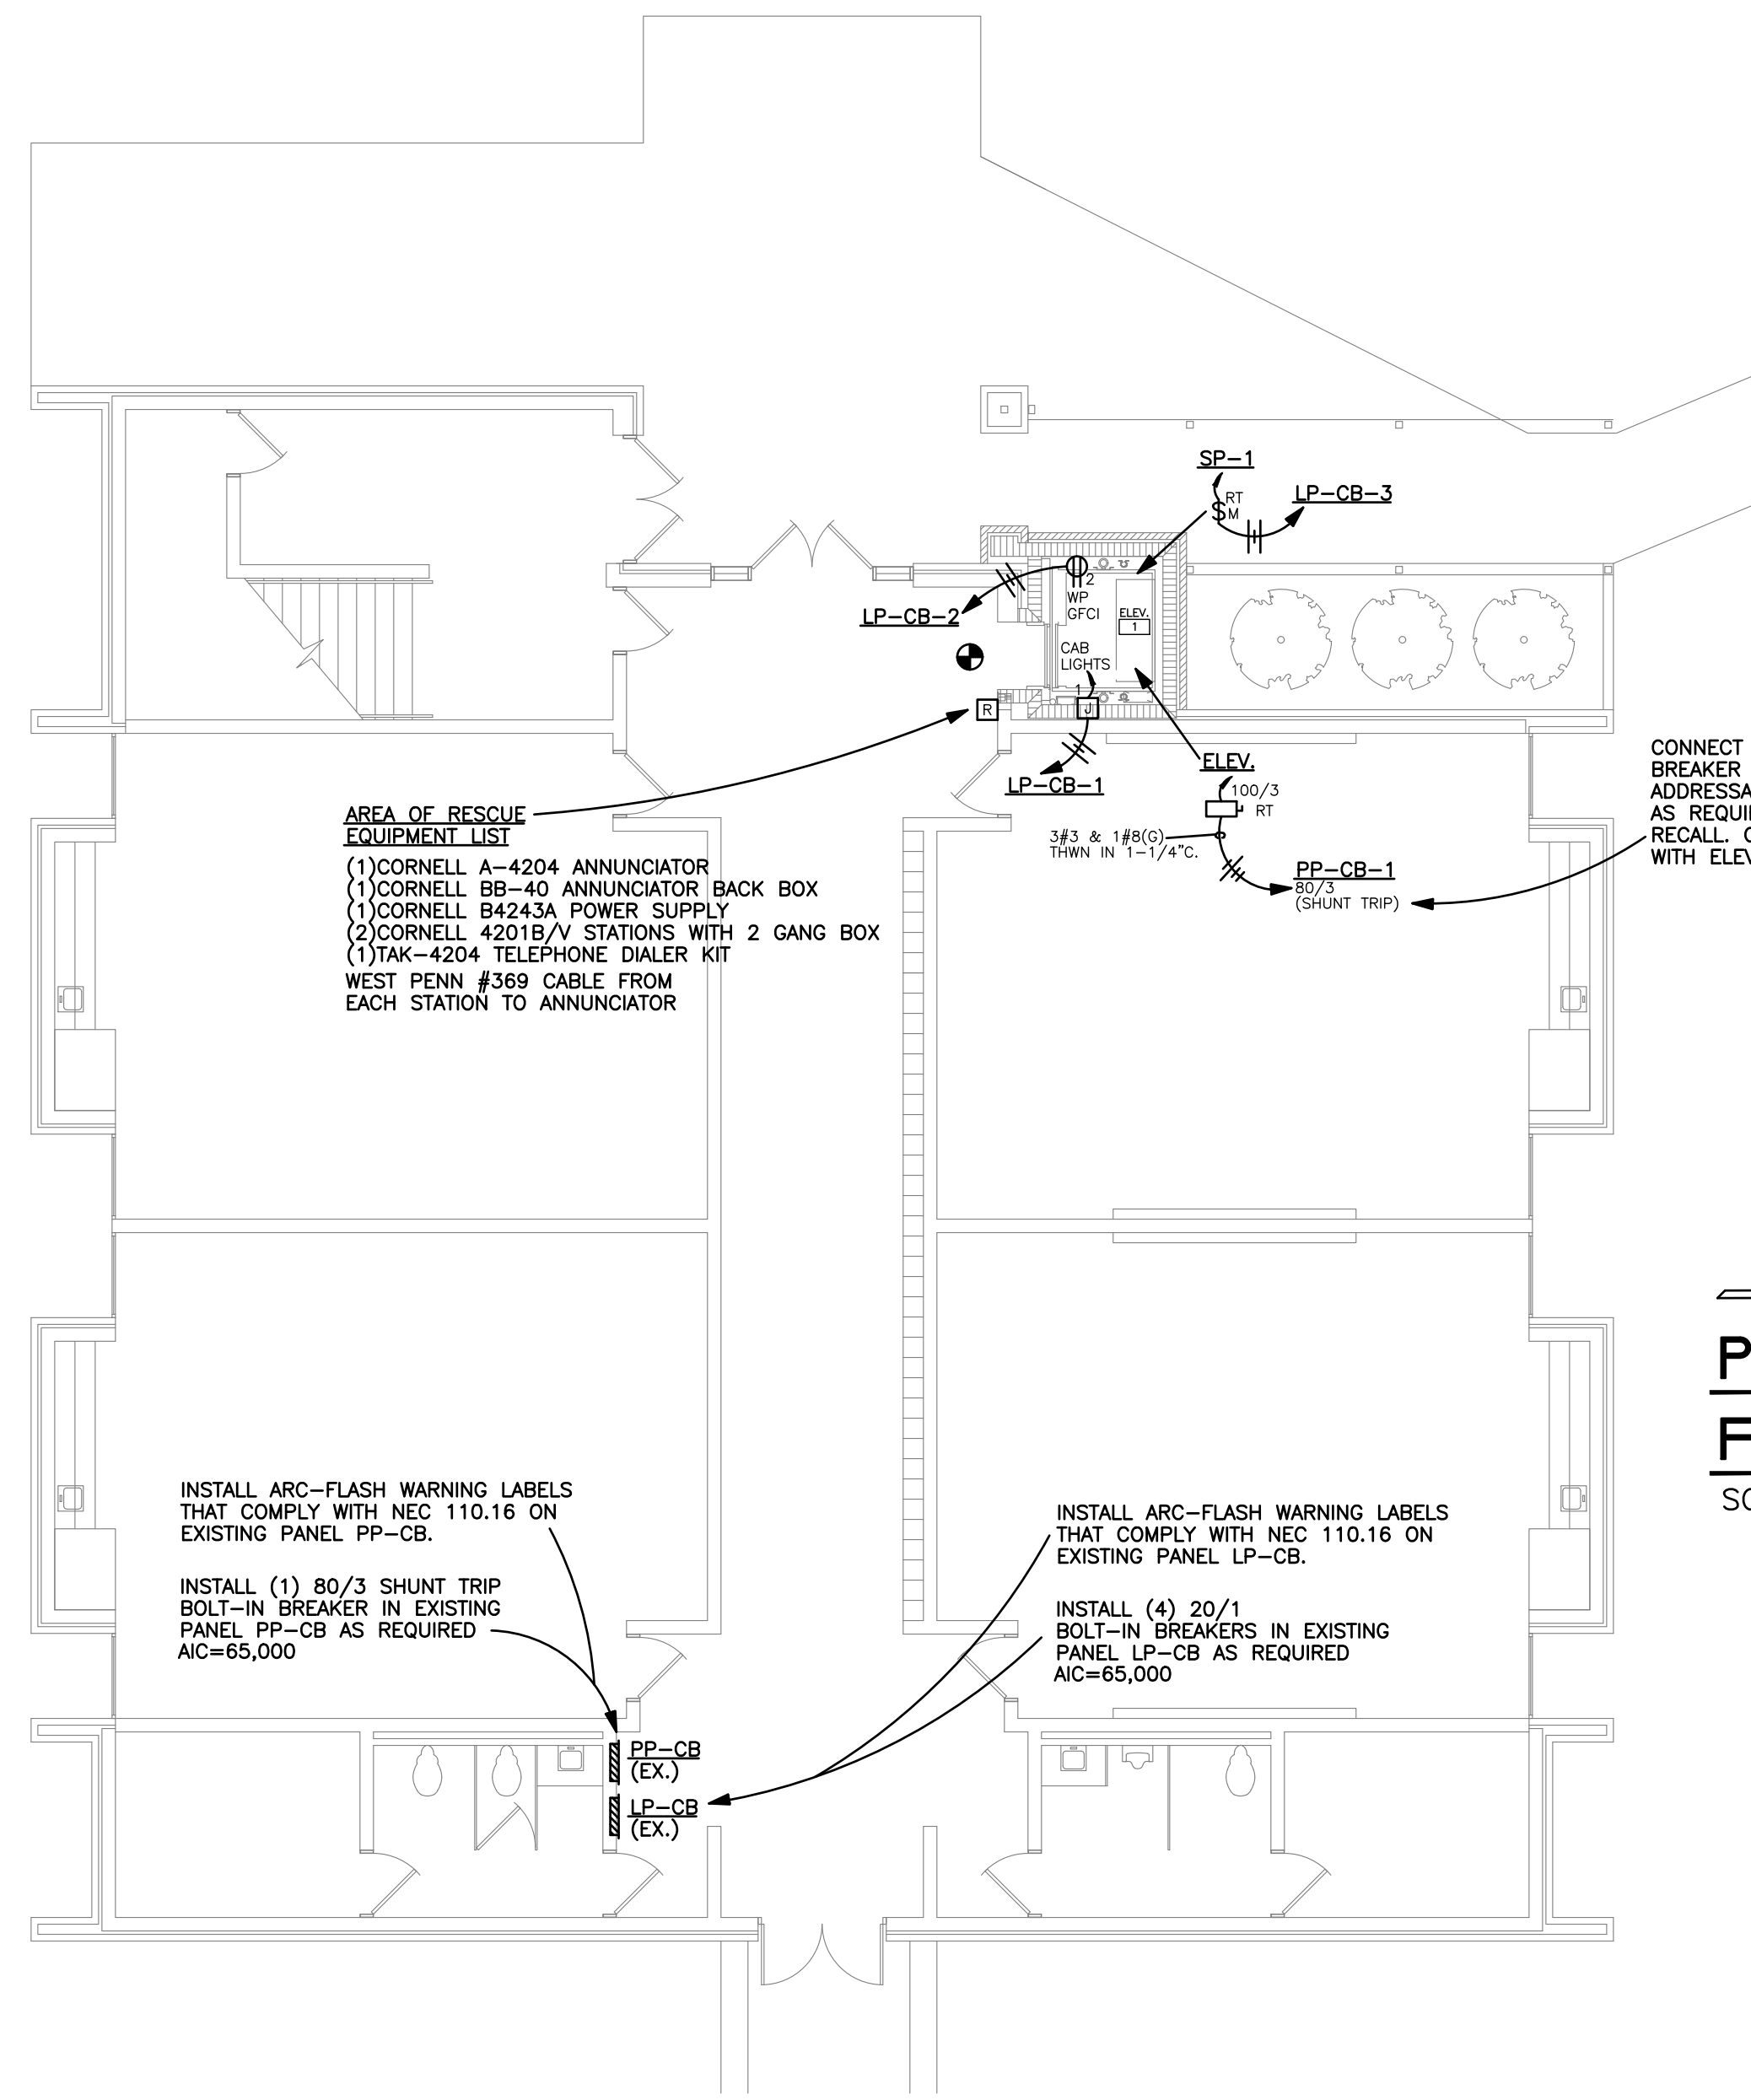 SP-1
RT
$M
LP-CB-3
2
WP
GFCI
LP-CB-2
ELEV.
1
CAB
LIGHTS
1
J
R
LP-CB-1
ELEV.
100/3
RT
3#3 & 1#8(G)
THWN IN 1-1/4"C.
PP-CB-1
80/3
(SHUNT TRIP)
CONNECT
BREAKER
ADDRESSA
AS REQUI
RECALL. C
WITH ELEV
AREA OF RESCUE
EQUIPMENT LIST
(1)CORNELL A-4204 ANNUNCIATOR
(1)CORNELL BB-40 ANNUNCIATOR BACK BOX
(1)CORNELL B4243A POWER SUPPLY
(2)CORNELL 4201B/V STATIONS WITH 2 GANG BOX
(1)TAK-4204 TELEPHONE DIALER KIT
WEST PENN #369 CABLE FROM
EACH STATION TO ANNUNCIATOR
P
F
SC
INSTALL ARC-FLASH WARNING LABELS
THAT COMPLY WITH NEC 110.16 ON
EXISTING PANEL PP-CB.
INSTALL (1) 80/3 SHUNT TRIP
BOLT-IN BREAKER IN EXISTING
PANEL PP-CB AS REQUIRED
AIC=65,000
INSTALL ARC-FLASH WARNING LABELS
THAT COMPLY WITH NEC 110.16 ON
EXISTING PANEL LP-CB.
INSTALL (4) 20/1
BOLT-IN BREAKERS IN EXISTING
PANEL LP-CB AS REQUIRED
AIC=65,000
PP-CB
(EX.)
LP-CB
(EX.)